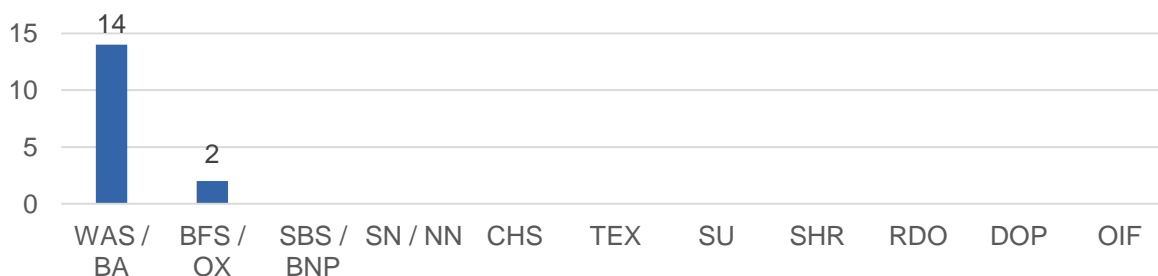 15
14
10
5
2
0
WAS / BA
BFS / OX
SBS / BNP
SN / NN
CHS
TEX
SU
SHR
RDO
DOP
OIF